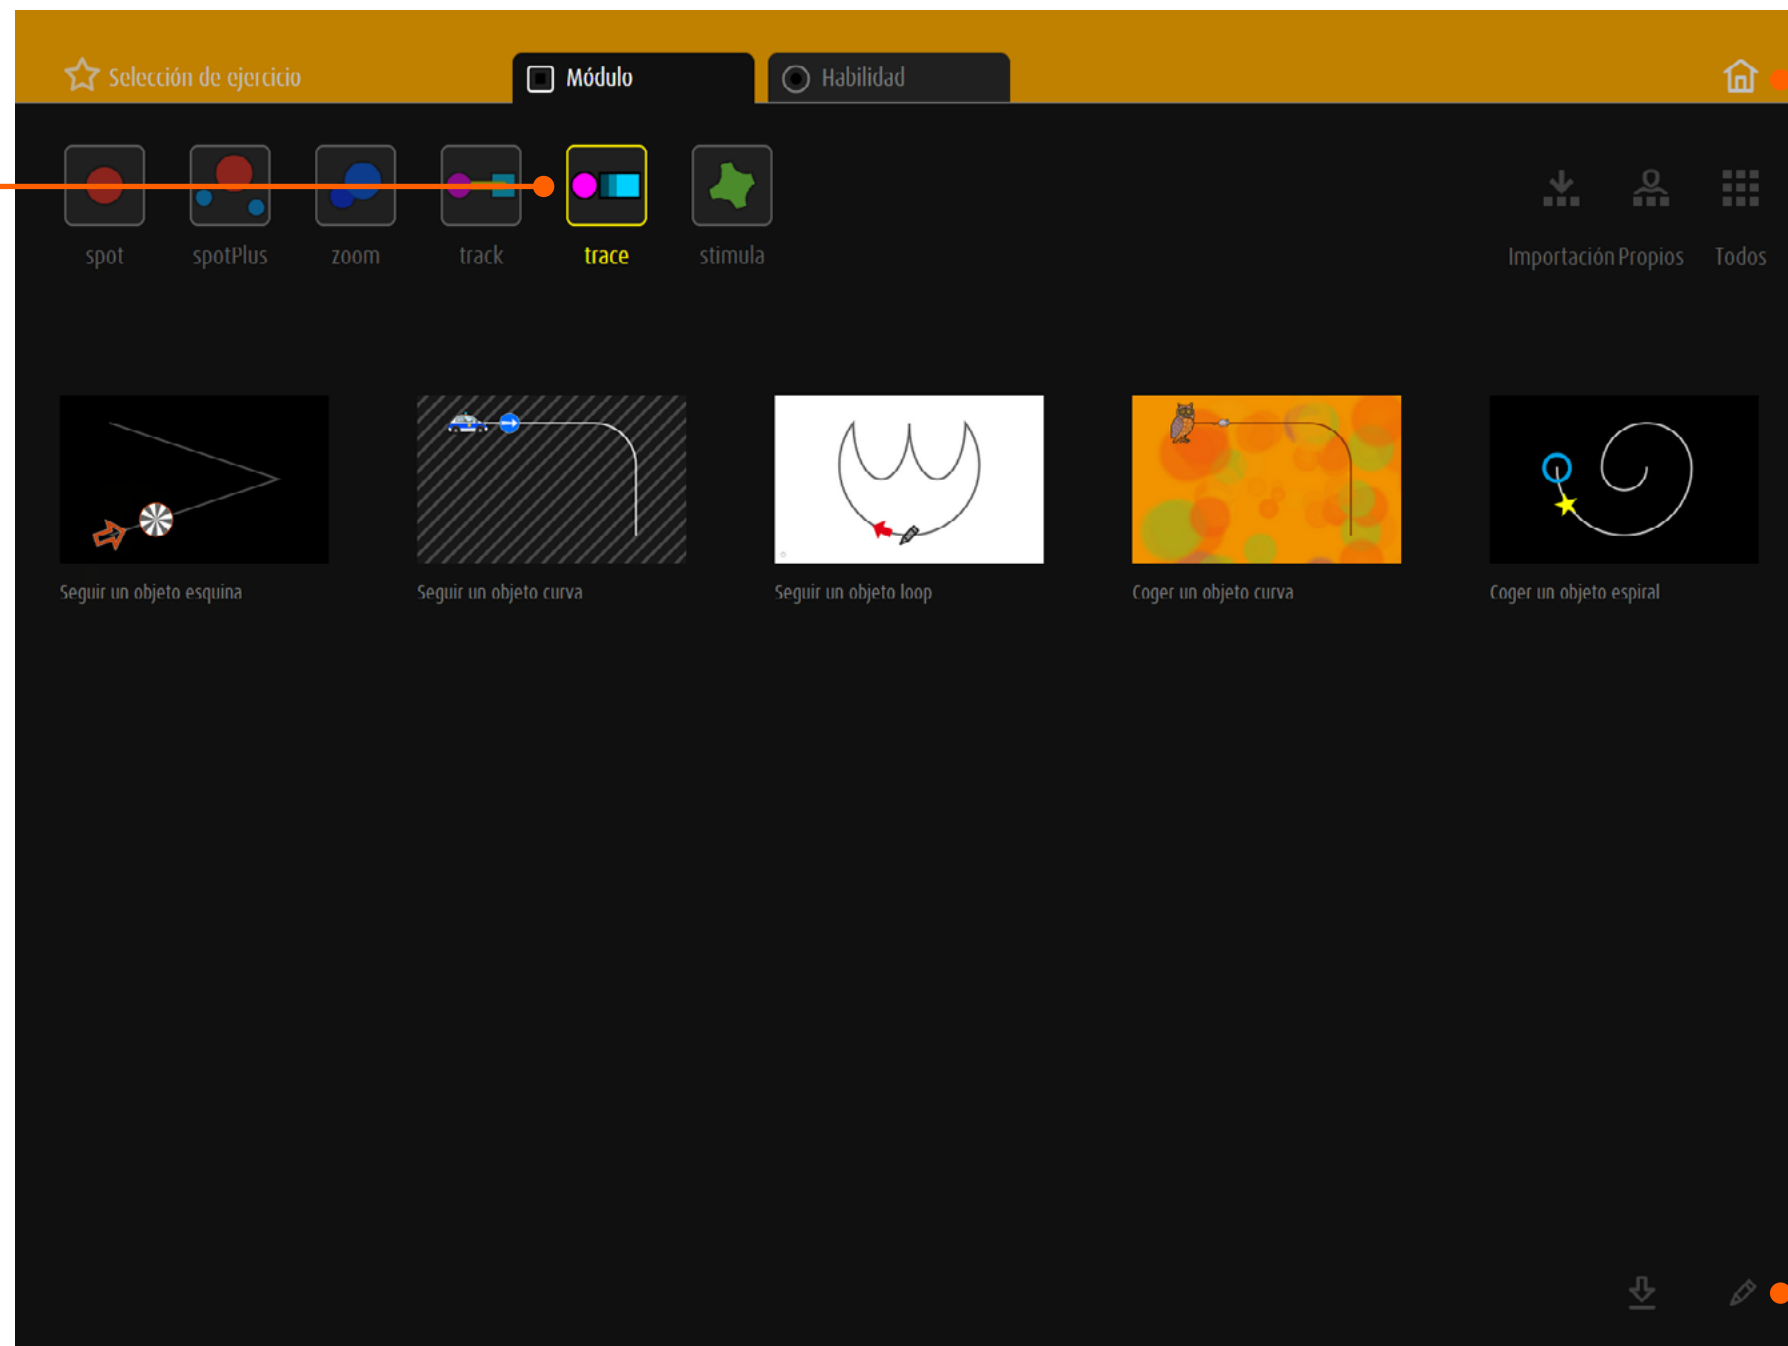 Selección de ejercicio
Módulo
Habilidad
spot
spotPlus
zoom
track
trace
stimula
Importación
Propios
Todos
Seguir un objeto esquina
Seguir un objeto curva
Seguir un objeto loop
Coger un objeto curva
Coger un objeto espiral